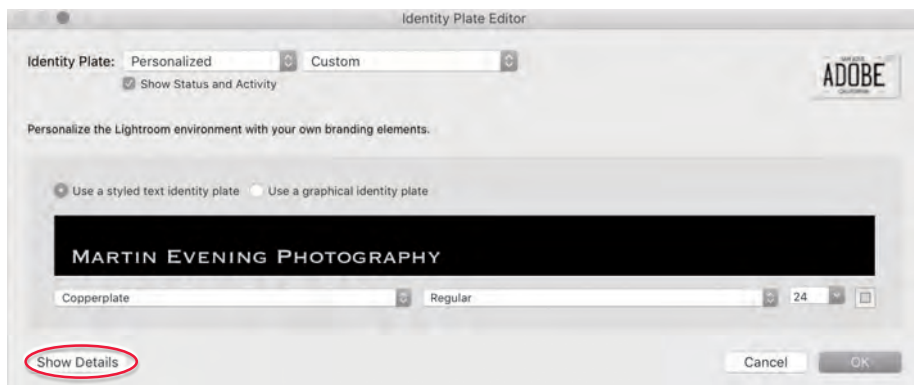 Identity Plate Editor
Identity Plate: Personalized Custom
Show Status and Activity
ADOBE
CALIFORNIA
Personalize the Lightroom environment with your own branding elements.
Use a styled text identity plate Use a graphical identity plate
MARTIN EVENING PHOTOGRAPHY
Copperplate Regular 24
Show Details Cancel OK